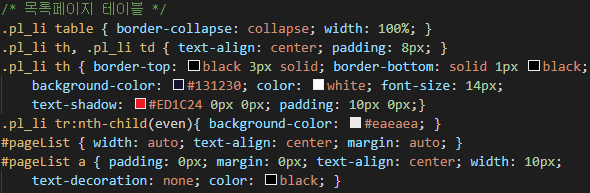 /* 목록페이지 테이블 */
.pl_li table { border-collapse: collapse; width: 100%; }
.pl_li th, .pl_li td { text-align: center; padding: 8px; }
.pl_li th { border-top: black 3px solid; border-bottom: solid 1px black;
background-color: #131230; color: white; font-size: 14px;
text-shadow: #ED1C24 0px 0px; padding: 10px 0px;}
.pl_li tr:nth-child(even){ background-color: #eaeaea; }
#pageList { width: auto; text-align: center; margin: auto; }
#pageList a { padding: 0px; margin: 0px; text-align: center; width: 10px;
text-decoration: none; color: black; }